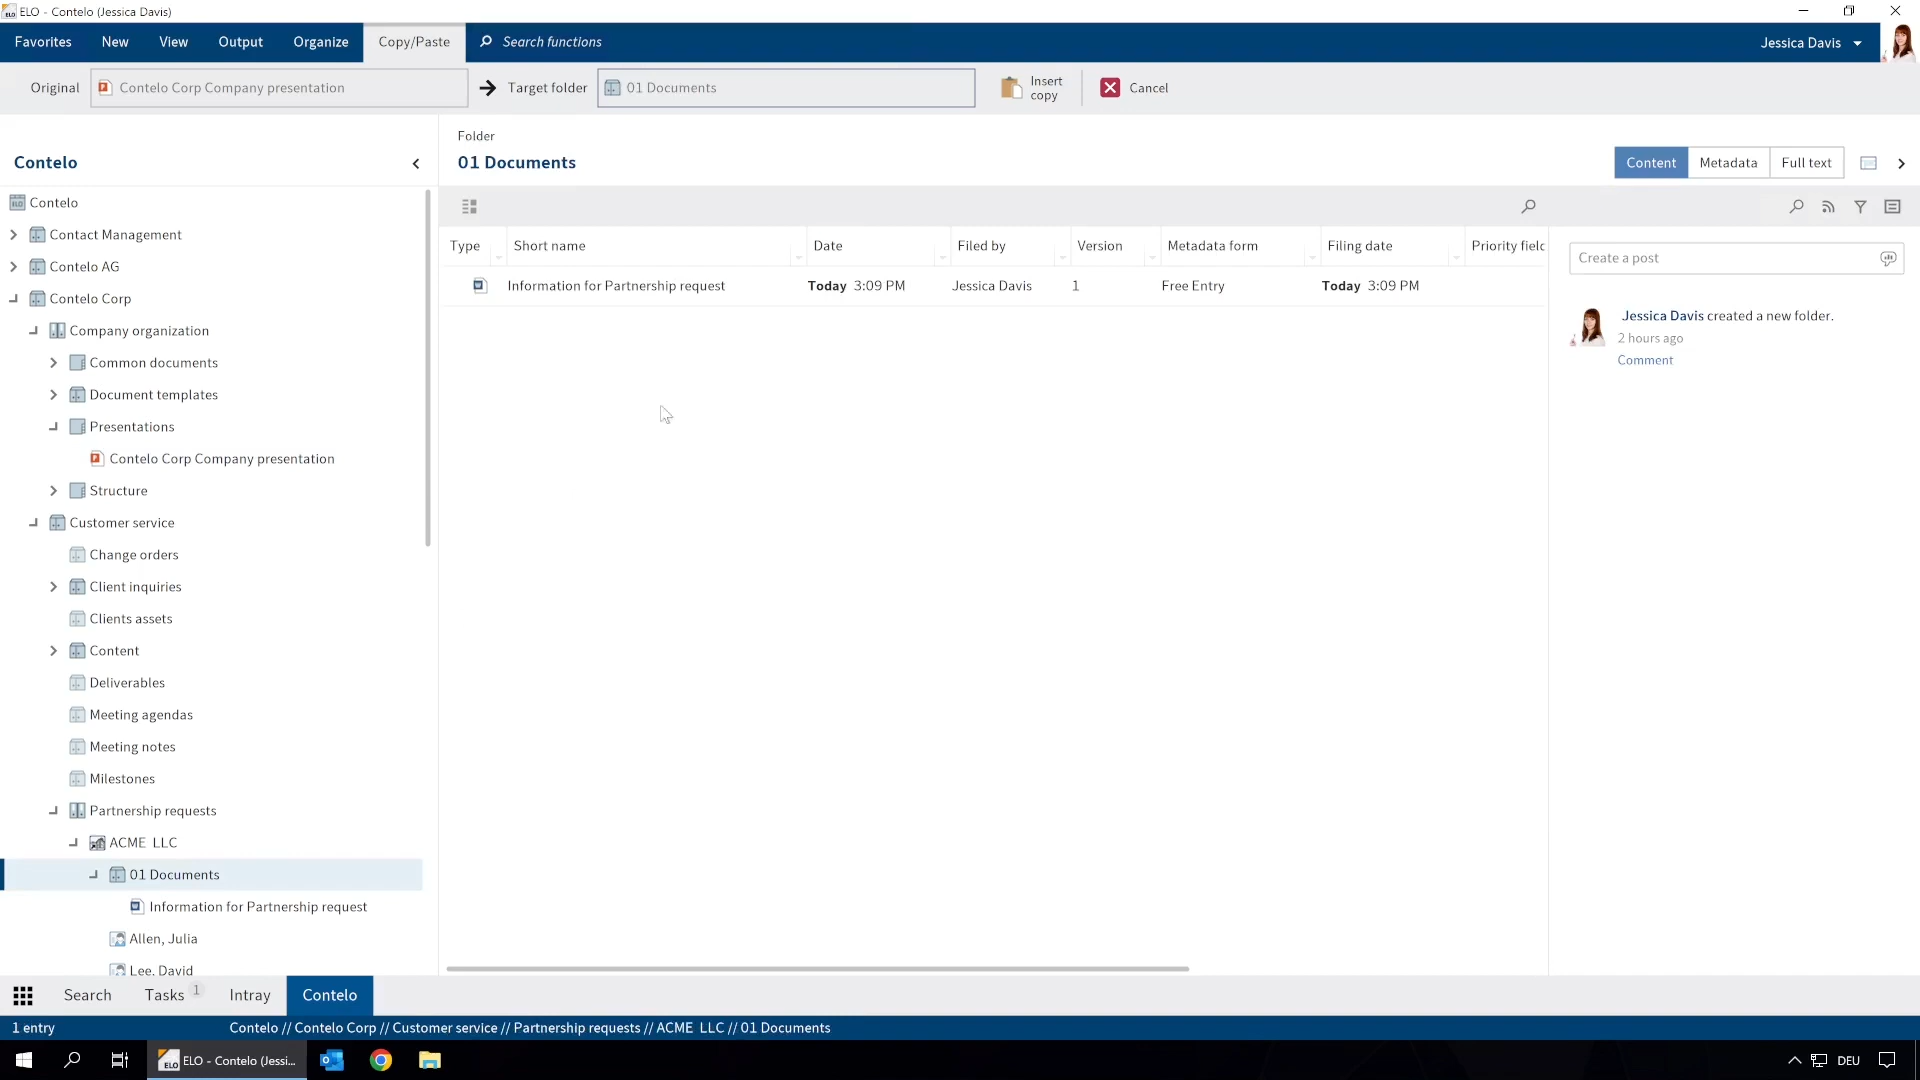 ELO - Contelo (Jessica Davis)
Favorites New View Output Organize Copy/Paste Search functions Jessica Davis
Original Contelo Corp Company presentation Target folder 01 Documents Insert copy Cancel
Folder
Contelo 01 Documents Content Metadata Full text
Contelo
Type Short name Date Filed by Version Metadata form Filing date Priority field
Information for Partnership request Today 3:09 PM Jessica Davis 1 Free Entry Today 3:09 PM
Contact Management
Contelo AG
Contelo Corp
Company organization
Common documents
Document templates
Presentations
Contelo Corp Company presentation
Structure
Customer service
Change orders
Client inquiries
Clients assets
Content
Deliverables
Meeting agendas
Meeting notes
Milestones
Partnership requests
ACME LLC
01 Documents
Information for Partnership request
Allen, Julia
Lee, David
Create a post
Jessica Davis created a new folder.
2 hours ago
Comment
Search Tasks 1 Intray Contelo
1 entry Contelo // Contelo Corp // Customer service // Partnership requests // ACME LLC // 01 Documents
ELO - Contelo (Jessi... DEU